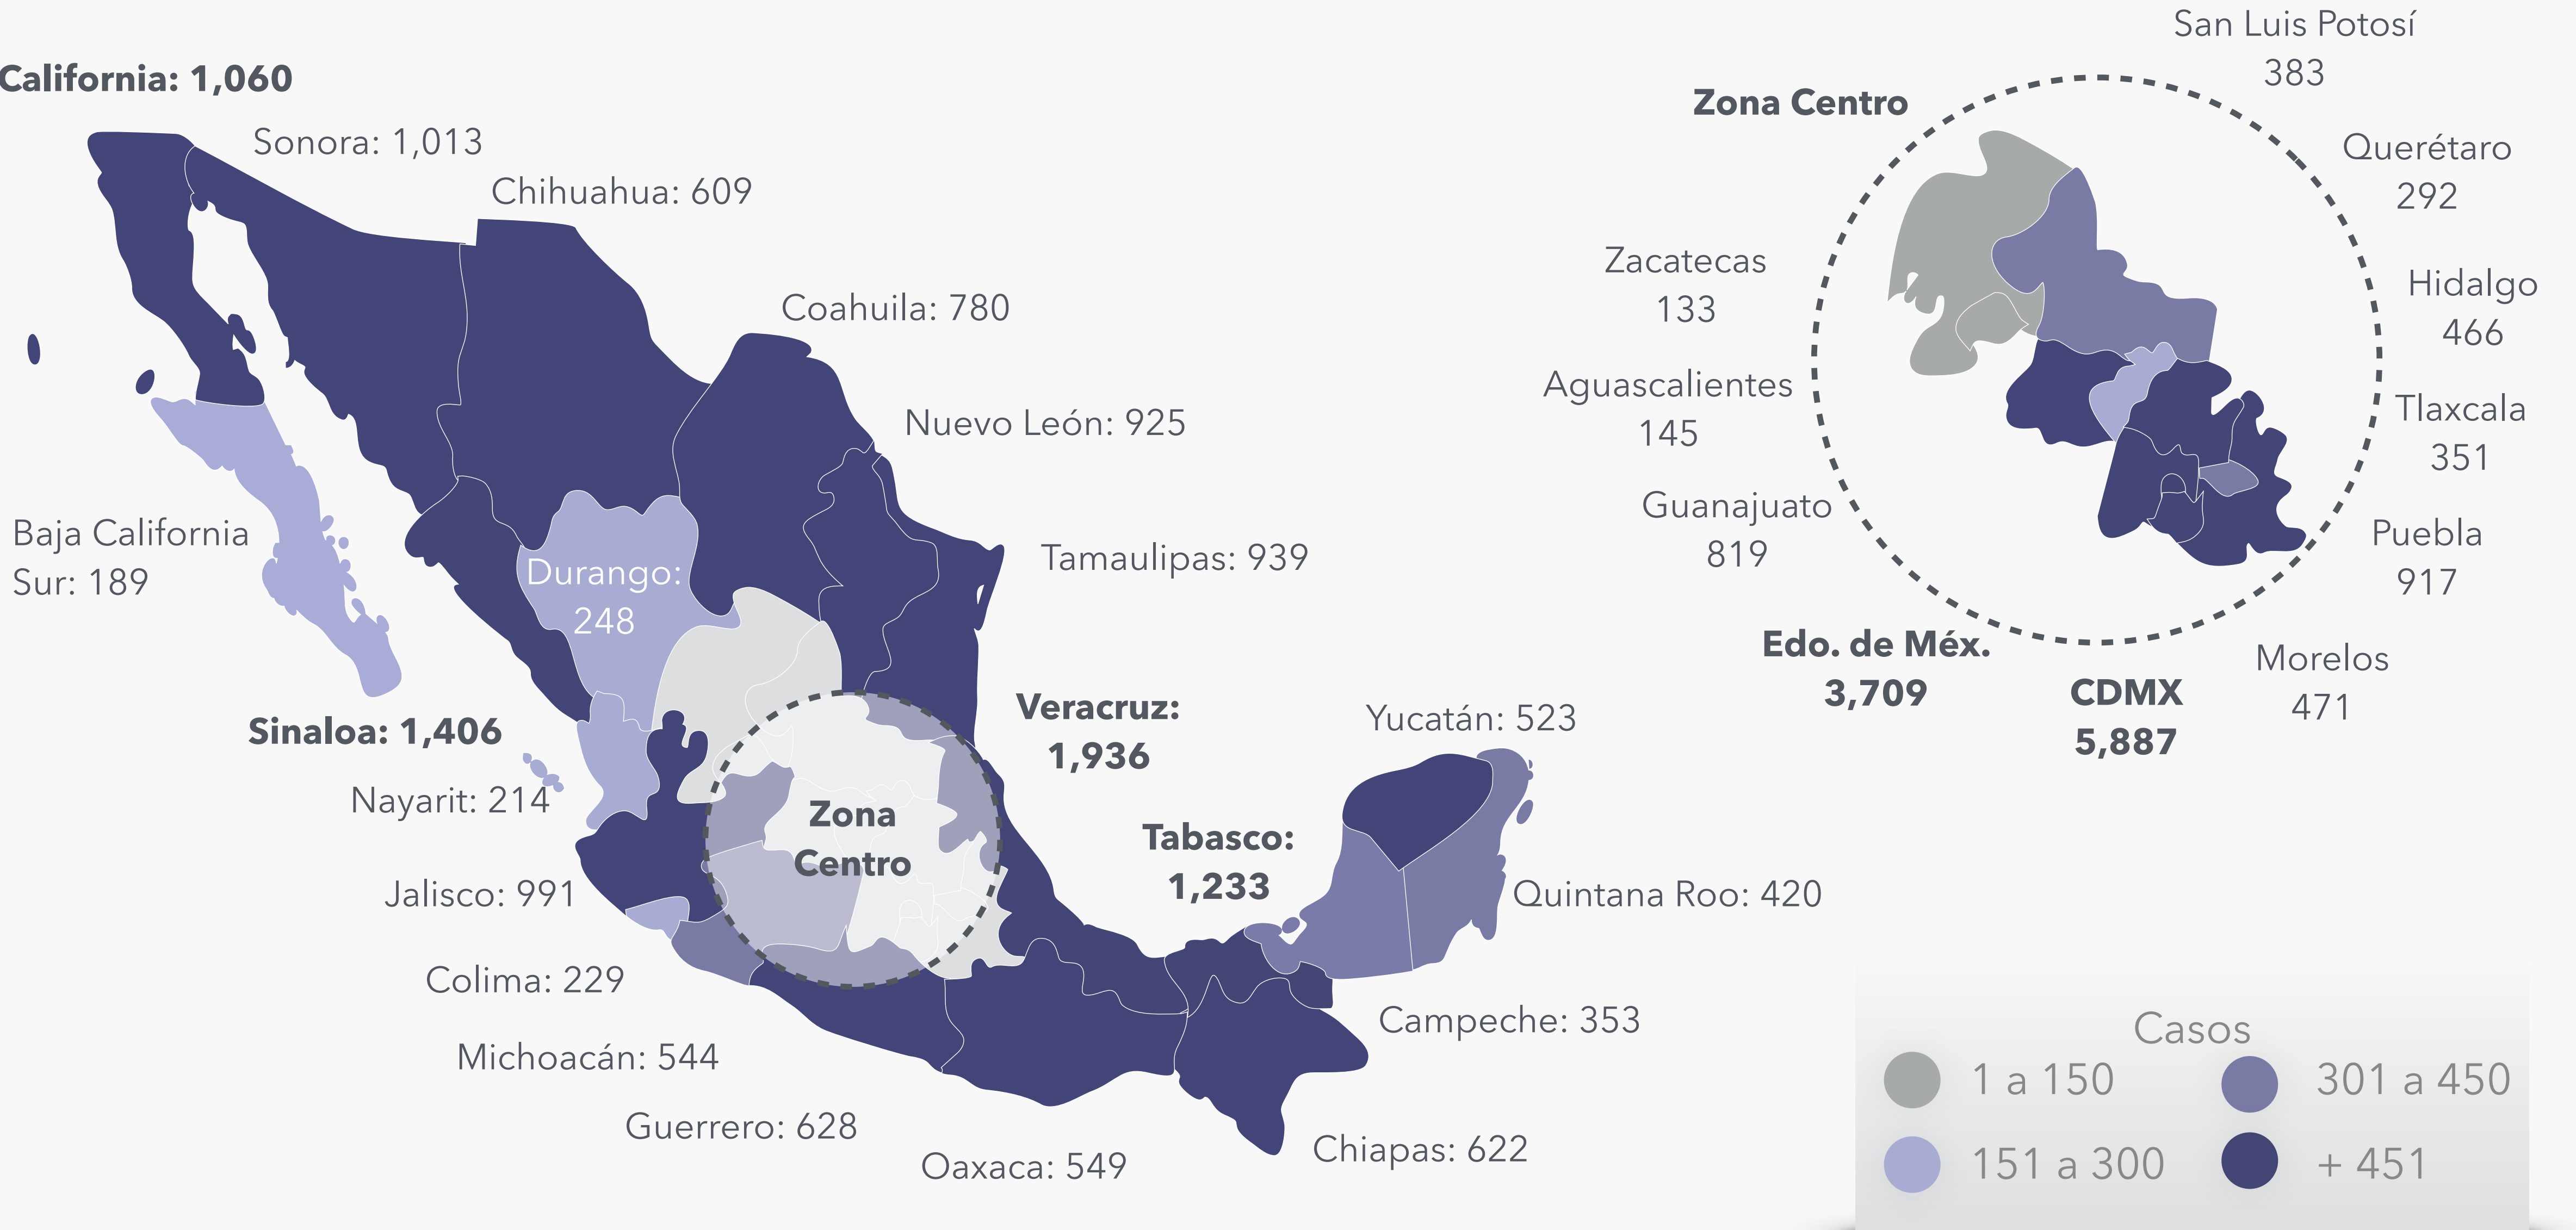 California: 1,060
Sonora: 1,013
Chihuahua: 609
Coahuila: 780
Nuevo León: 925
Tamaulipas: 939
Baja California
Sur: 189
Durango:
248
Sinaloa: 1,406
Nayarit: 214
Jalisco: 991
Colima: 229
Michoacán: 544
Guerrero: 628
Oaxaca: 549
Zona
Centro
Veracruz:
1,936
Tabasco:
1,233
Yucatán: 523
Quintana Roo: 420
Campeche: 353
Chiapas: 622
Zona Centro
San Luis Potosí
383
Querétaro
292
Hidalgo
466
Tlaxcala
351
Puebla
917
Morelos
471
CDMX
5,887
Edo. de Méx.
3,709
Guanajuato
819
Aguascalientes
145
Zacatecas
133
Casos
1 a 150
301 a 450
151 a 300
+ 451